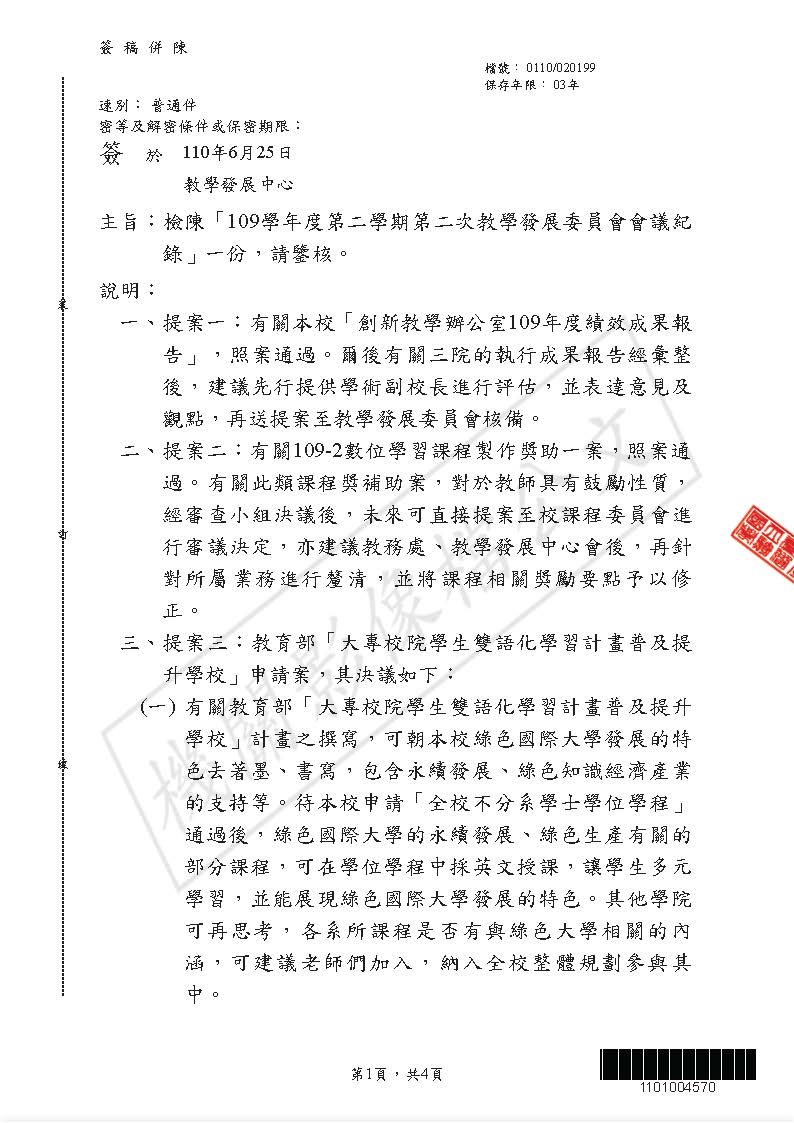 簽稿併陳
檔號：0110/020199
保存年限：03年
速別：普通件
密等及解密條件或保密期限：
簽 於 110年6月25日
教學發展中心
主旨：檢陳「109學年度第二學期第二次教學發展委員會會議紀
錄」一份，請鑒核。
說明：
一、提案一：有關本校「創新教學辦公室109年度績效成果報
告」，照案通過。爾後有關三院的執行成果報告經彙整
後，建議先行提供學術副校長進行評估，並表達意見及
觀點，再送提案至教學發展委員會核備。
二、提案二：有關109-2數位學習課程製作獎助一案，照案通
過。有關此類課程獎補助案，對於教師具有鼓勵性質，
經審查小組決議後，未來可直接提案至校課程委員會進
行審議決定，亦建議教務處、教學發展中心會後，再針
對所屬業務進行釐清，並將課程相關獎勵要點予以修
正。
三、提案三：教育部「大專校院學生雙語化學習計畫普及提
升學校」申請案，其決議如下：
(一) 有關教育部「大專校院學生雙語化學習計畫普及提升
學校」計畫之撰寫，可朝本校綠色國際大學發展的特
色去著墨、書寫，包含永續發展、綠色知識經濟產業
的支持等。待本校申請「全校不分系學士學位學程」
通過後，綠色國際大學的永續發展、綠色生產有關的
部分課程，可在學位學程中採英文授課，讓學生多元
學習，並能展現綠色國際大學發展的特色。其他學院
可再思考，各系所課程是否有與綠色大學相關的內
涵，可建議老師們加入，納入全校整體規劃參與其
中。
裝
訂
線
機關影像檔公文
第1頁，共4頁
1101004570